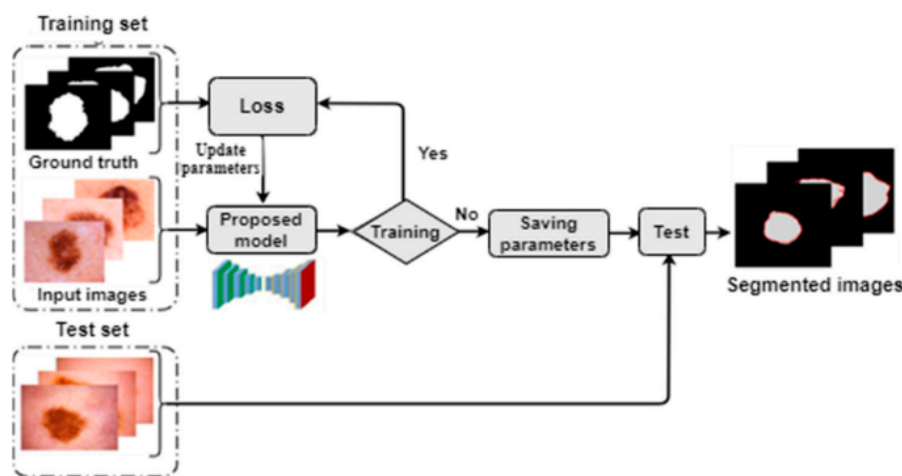 Training set
Ground truth
Input images
Test set
Loss
Update
parameters
Proposed
model
Training
Yes
No
Saving
parameters
Test
Segmented images